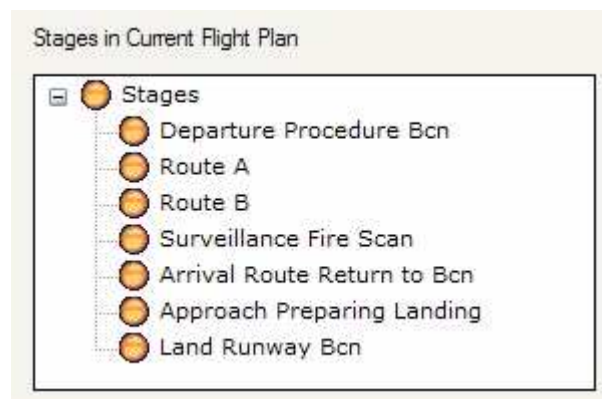 Stages in Current Flight Plan
Stages
Departure Procedure Bcn
Route A
Route B
Surveillance Fire Scan
Arrival Route Return to Bcn
Approach Preparing Landing
Land Runway Bcn